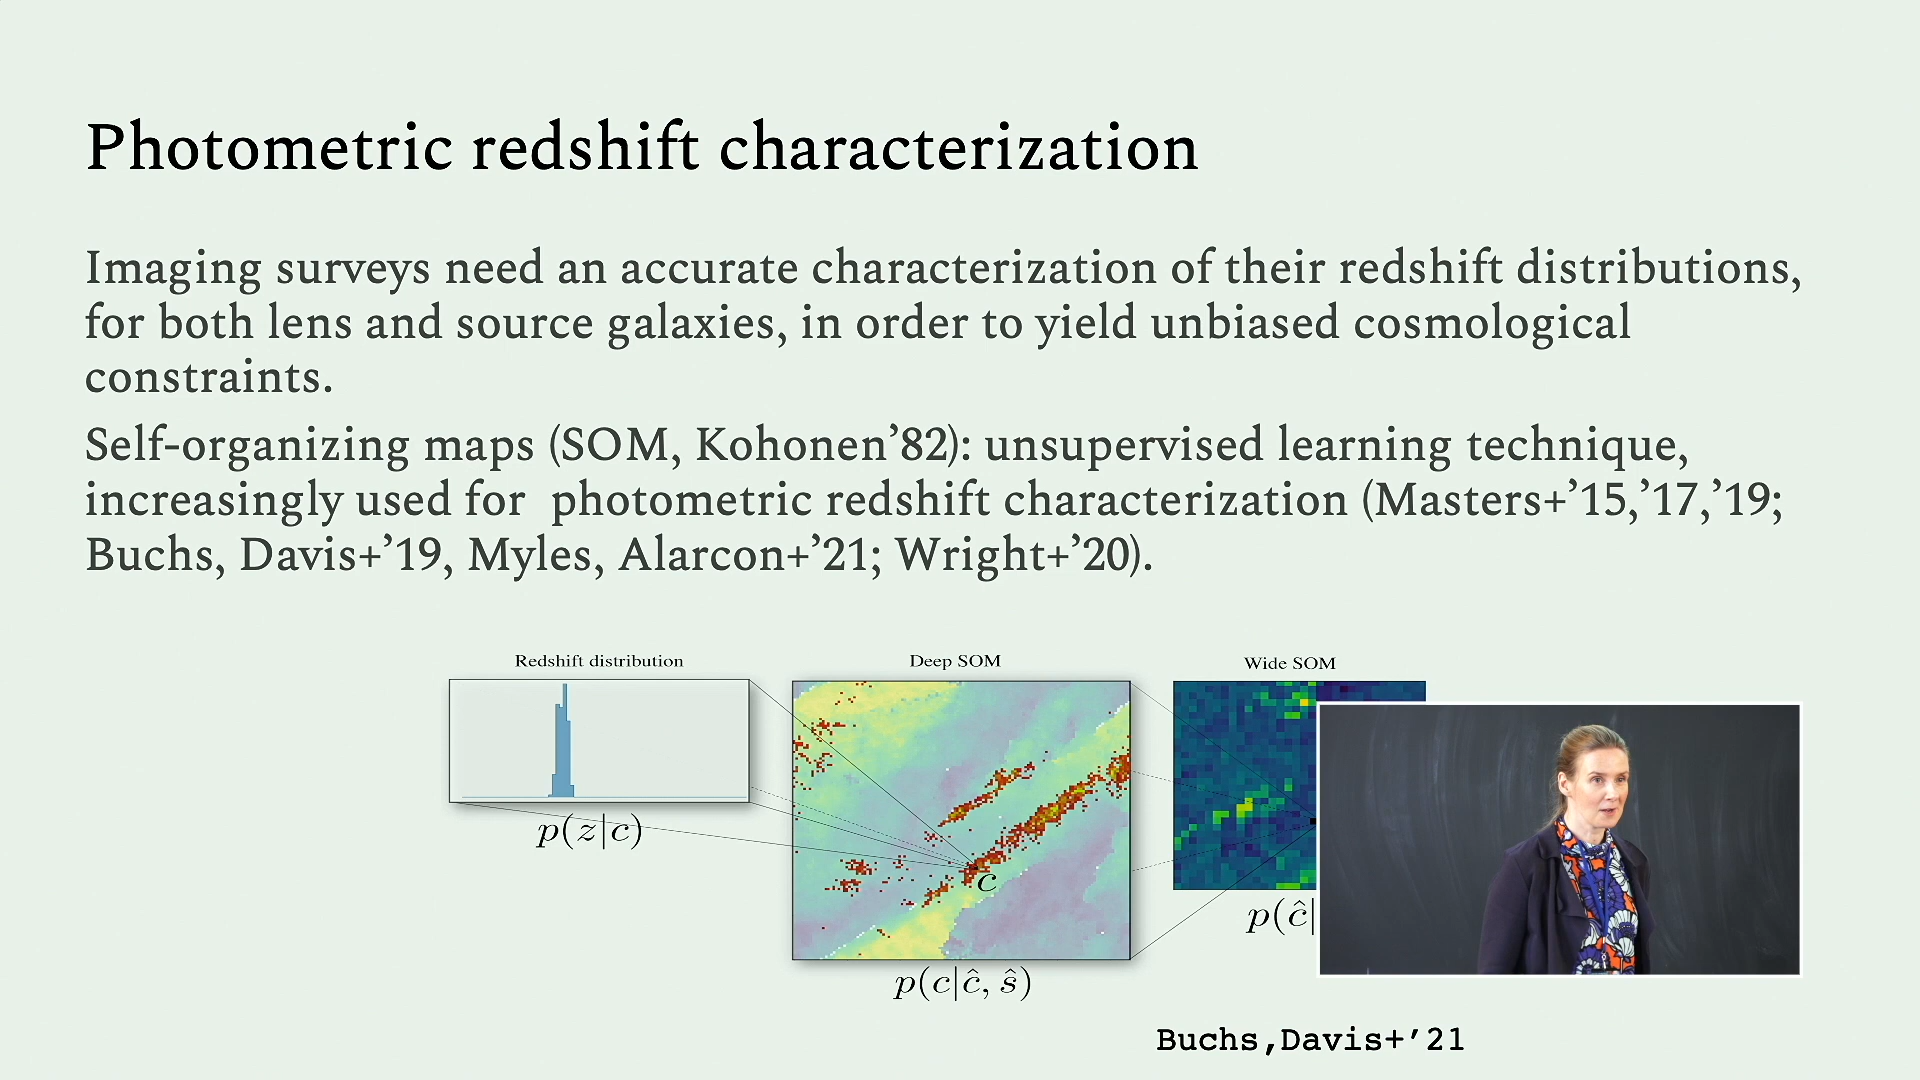 Photometric redshift characterization
Imaging surveys need an accurate characterization of their redshift distributions,
for both lens and source galaxies, in order to yield unbiased cosmological
constraints.
Self-organizing maps (SOM, Kohonen’82): unsupervised learning technique,
increasingly used for photometric redshift characterization (Masters+’15,’17,’19;
Buchs, Davis+’19, Myles, Alarcon+’21; Wright+’20).
Redshift distribution
Deep SOM
Wide SOM
p(z|c)
c
p(ĉ|
p(c|ĉ, ŝ)
Buchs,Davis+’21